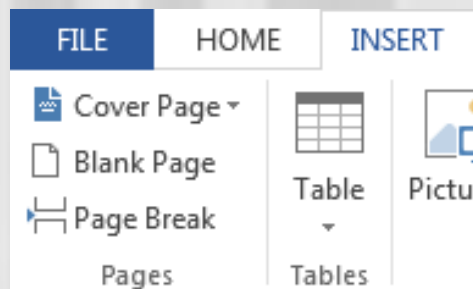 FILE HOME INSERT
Cover Page
Blank Page
Page Break
Table
Pages
Tables